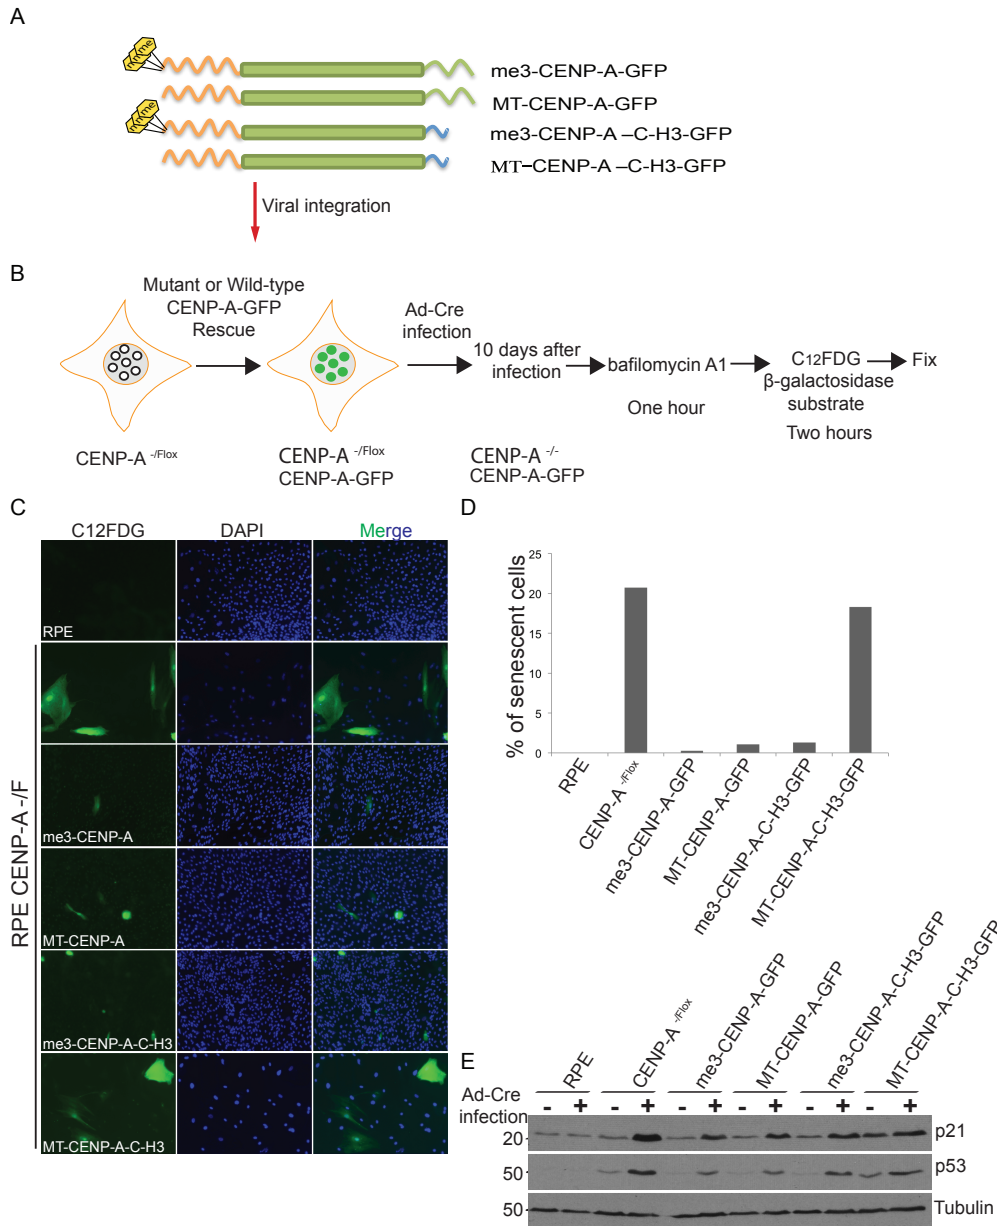 A
me3-CENP-A-GFP
MT-CENP-A-GFP
me3-CENP-A –C-H3-GFP
MT–CENP-A –C-H3-GFP
Viral integration
B
Mutant or Wild-type
CENP-A-GFP
Rescue
Ad-Cre
infection
10 days after
infection
bafilomycin A1
One hour
C12FDG
β-galactosidase
substrate
Two hours
Fix
CENP-A -/Flox
CENP-A -/Flox
CENP-A-GFP
CENP-A -/-
CENP-A-GFP
C
C12FDG
DAPI
Merge
RPE
RPE CENP-A -/F
me3-CENP-A
MT-CENP-A
me3-CENP-A-C-H3
MT-CENP-A-C-H3
D
% of senescent cells
25
20
15
10
5
0
RPE
CENP-A -/Flox
me3-CENP-A-GFP
MT-CENP-A-GFP
me3-CENP-A-C-H3-GFP
MT-CENP-A-C-H3-GFP
E
RPE
CENP-A -/Flox
me3-CENP-A-GFP
MT-CENP-A-GFP
me3-CENP-A-C-H3-GFP
MT-CENP-A-C-H3-GFP
Ad-Cre
infection
- + - + - + - + - + - +
20 p21
50 p53
50 Tubulin